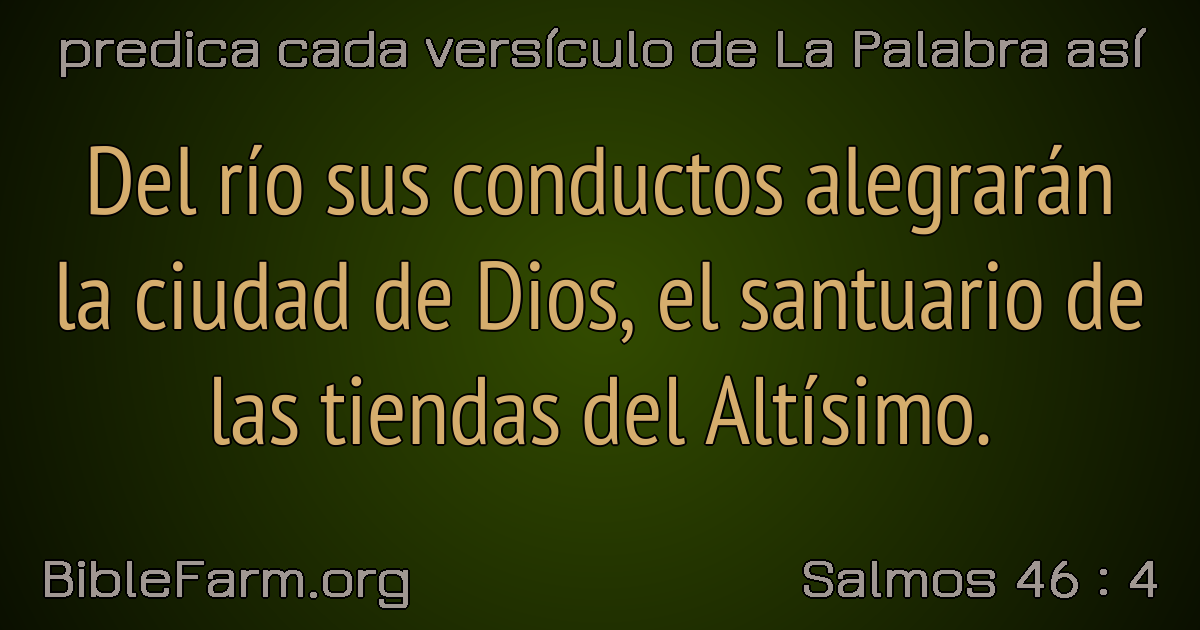 predica cada versículo de La Palabra así
Del río sus conductos alegrarán
la ciudad de Dios, el santuario de
las tiendas del Altísimo.
BibleFarm.org
Salmos 46 : 4